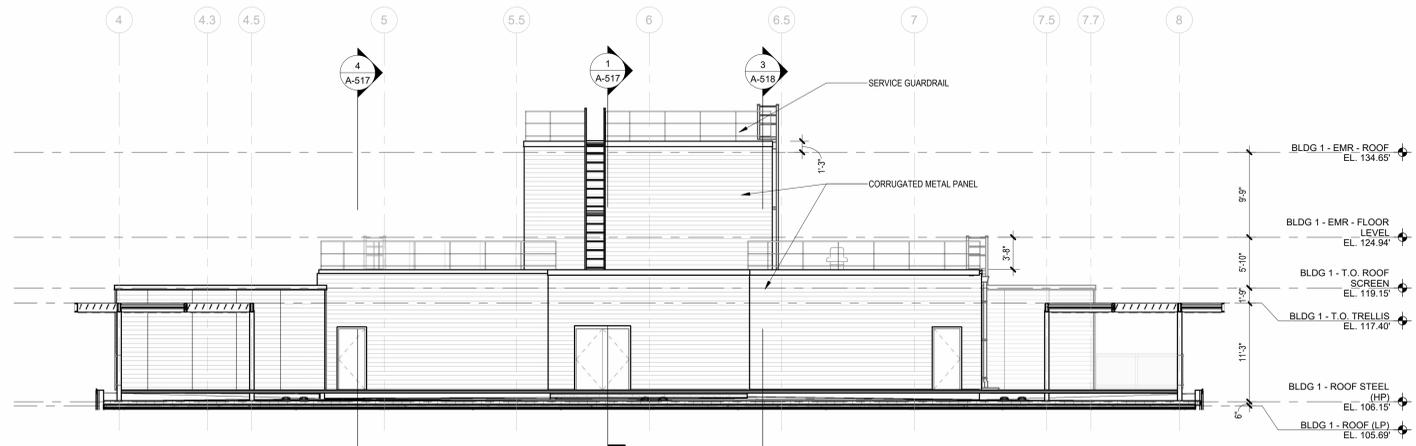 4 4.3 4.5 5 5.5 6 6.5 7 7.5 7.7 8
4
A-517
1
A-517
3
A-518
SERVICE GUARDRAIL
BLDG 1 - EMR - ROOF
EL. 134.65'
1'-3"
CORRUGATED METAL PANEL
9'-9"
BLDG 1 - EMR - FLOOR
LEVEL
EL. 124.94'
3'-8"
5'-10"
BLDG 1 - T.O. ROOF
SCREEN
EL. 119.15'
1'-9"
BLDG 1 - T.O. TRELLIS
EL. 117.40'
11'-3"
BLDG 1 - ROOF STEEL
(HP)
EL. 106.15'
6"
BLDG 1 - ROOF (LP)
EL. 105.69'